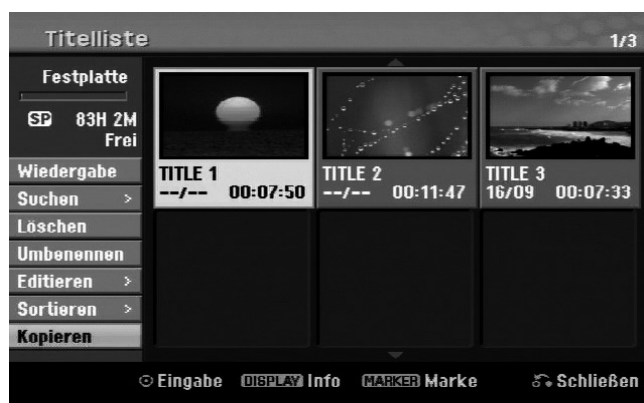 Titelliste
1/3
Festplatte
SP 83H 2M
Frei
Wiedergabe
Suchen >
Löschen
Umbenennen
Editieren >
Sortieren >
Kopieren
TITLE 1
--/-- 00:07:50
TITLE 2
--/-- 00:11:47
TITLE 3
16/09 00:07:33
Eingabe DISPLAY Info MARKER Marke Schließen